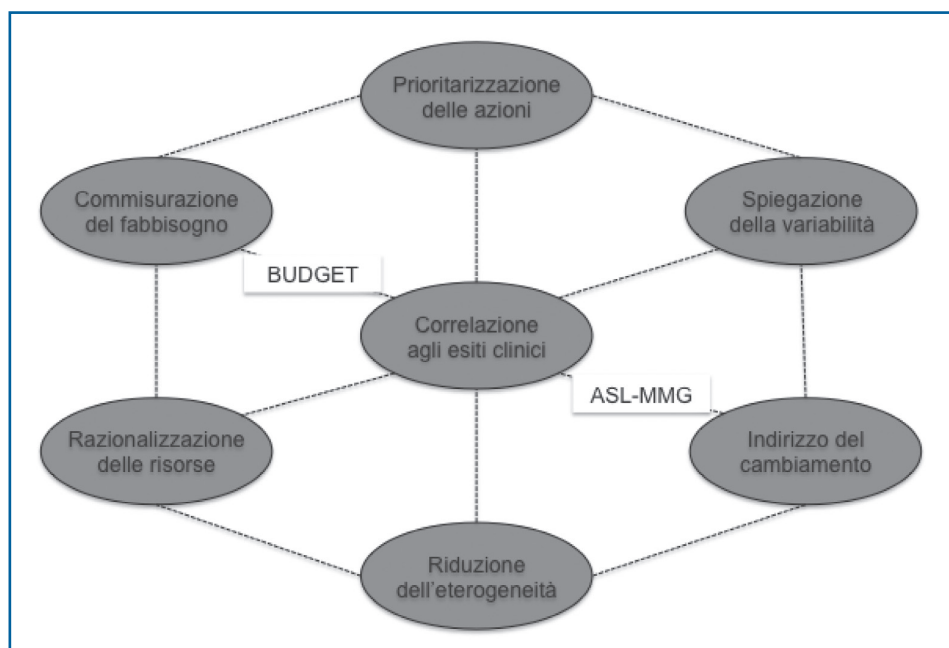 Prioritarizzazione
delle azioni
Commisurazione
del fabbisogno
Spiegazione
della variabilità
BUDGET
Correlazione
agli esiti clinici
ASL-MMG
Razionalizzazione
delle risorse
Indirizzo del
cambiamento
Riduzione
dell'eterogeneità